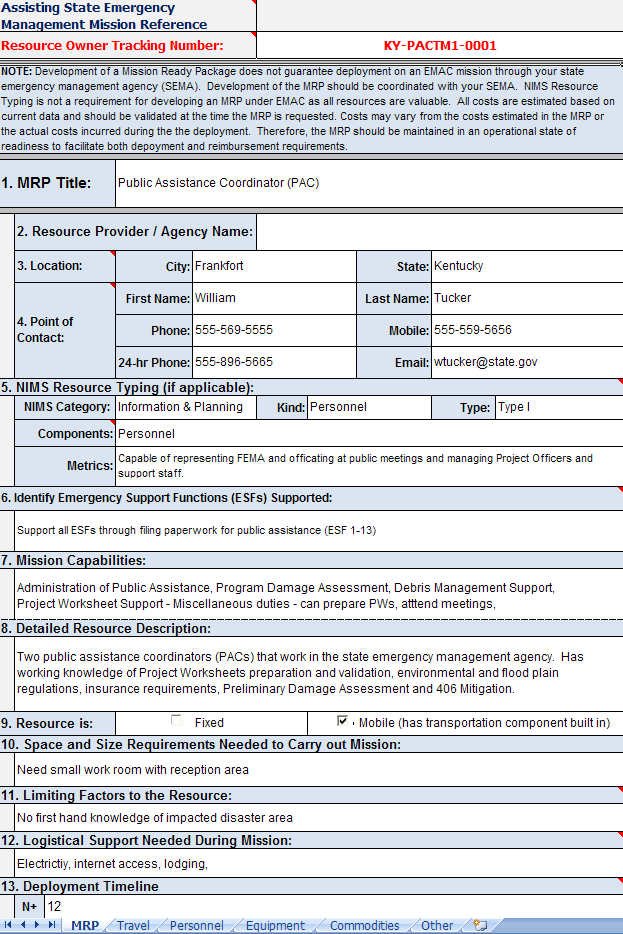 Assisting State Emergency
Management Mission Reference
Resource Owner Tracking Number: KY-PACTM1-0001
NOTE: Development of a Mission Ready Package does not guarantee deployment on an EMAC mission through your state
emergency management agency (SEMA). Development of the MRP should be coordinated with your SEMA. NIMS Resource
Typing is not a requirement for developing an MRP under EMAC as all resources are valuable. All costs are estimated based on
current data and should be validated at the time the MRP is requested. Costs may vary from the costs estimated in the MRP or
the actual costs incurred during the the deployment. Therefore, the MRP should be maintained in an operational state of
readiness to facilitate both depoyment and reimbursement requirements.
1. MRP Title: Public Assistance Coordinator (PAC)
2. Resource Provider / Agency Name:
3. Location: City: Frankfort State: Kentucky
4. Point of
Contact:
First Name: William Last Name: Tucker
Phone: 555-569-5555 Mobile: 555-559-5656
24-hr Phone: 555-896-5665 Email: wtucker@state.gov
5. NIMS Resource Typing (if applicable):
NIMS Category: Information & Planning Kind: Personnel Type: Type I
Components: Personnel
Metrics: Capable of representing FEMA and officating at public meetings and managing Project Officers and
support staff.
6. Identify Emergency Support Functions (ESFs) Supported:
Support all ESFs through filing paperwork for public assistance (ESF 1-13)
7. Mission Capabilities:
Administration of Public Assistance, Program Damage Assessment, Debris Management Support,
Project Worksheet Support - Miscellaneous duties - can prepare PWs, atttend meetings,
8. Detailed Resource Description:
Two public assistance coordinators (PACs) that work in the state emergency management agency. Has
working knowledge of Project Worksheets preparation and validation, environmental and flood plain
regulations, insurance requirements, Preliminary Damage Assessment and 406 Mitigation.
9. Resource is: Fixed Mobile (has transportation component built in)
10. Space and Size Requirements Needed to Carry out Mission:
Need small work room with reception area
11. Limiting Factors to the Resource:
No first hand knowledge of impacted disaster area
12. Logistical Support Needed During Mission:
Electrictiy, internet access, lodging,
13. Deployment Timeline
N+ 12
MRP Travel Personnel Equipment Commodities Other